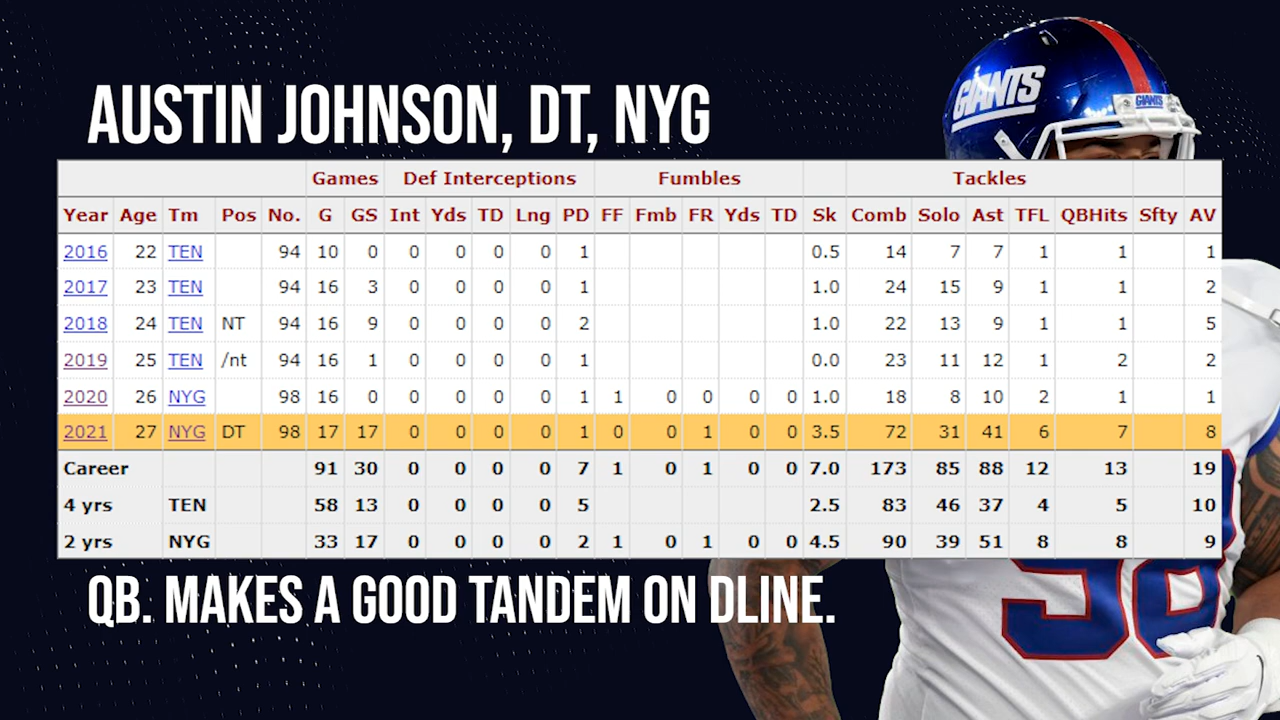 GIANTS
GIANTS
AUSTIN JOHNSON, DT, NYG
Games Def Interceptions Fumbles Tackles
Year Age Tm Pos No. G GS Int Yds TD Lng PD FF Fmb FR Yds TD Sk Comb Solo Ast TFL QBHits Sfty AV
2016 22 TEN 94 10 0 0 0 0 0 1 0.5 14 7 7 1 1 1
2017 23 TEN 94 16 3 0 0 0 0 1 1.0 24 15 9 1 1 2
2018 24 TEN NT 94 16 9 0 0 0 0 2 1.0 22 13 9 1 1 5
2019 25 TEN /nt 94 16 1 0 0 0 0 1 0.0 23 11 12 1 2 2
2020 26 NYG 98 16 0 0 0 0 0 1 1 0 0 0 0 1.0 18 8 10 2 1 1
2021 27 NYG DT 98 17 17 0 0 0 0 1 0 0 1 0 0 3.5 72 31 41 6 7 8
Career 91 30 0 0 0 0 7 1 0 1 0 0 7.0 173 85 88 12 13 19
4 yrs TEN 58 13 0 0 0 0 5 2.5 83 46 37 4 5 10
2 yrs NYG 33 17 0 0 0 0 2 1 0 1 0 0 4.5 90 39 51 8 8 9
QB. MAKES A GOOD TANDEM ON DLINE.
98